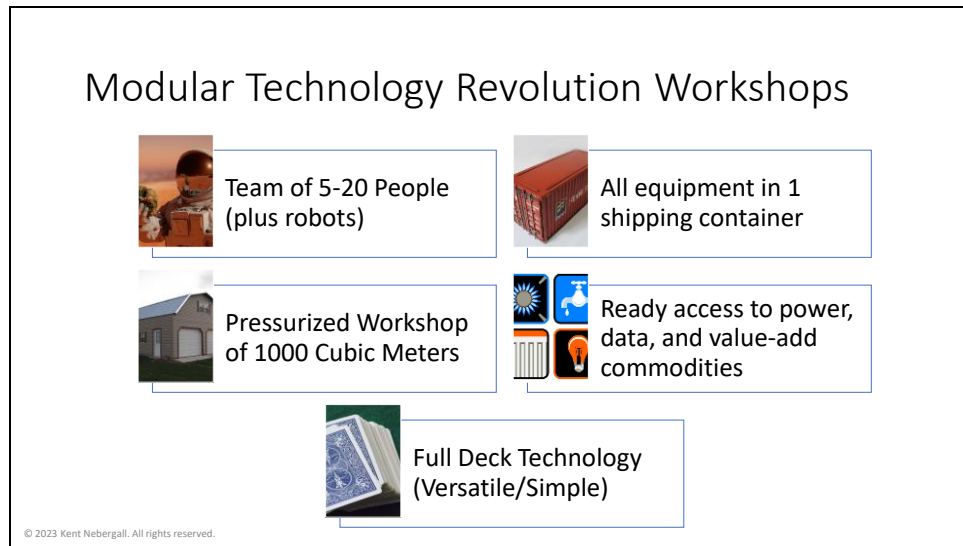 Modular Technology Revolution Workshops
Team of 5-20 People
(plus robots)
All equipment in 1
shipping container
Pressurized Workshop
of 1000 Cubic Meters
Ready access to power,
data, and value-add
commodities
Full Deck Technology
(Versatile/Simple)
© 2023 Kent Nebergall. All rights reserved.